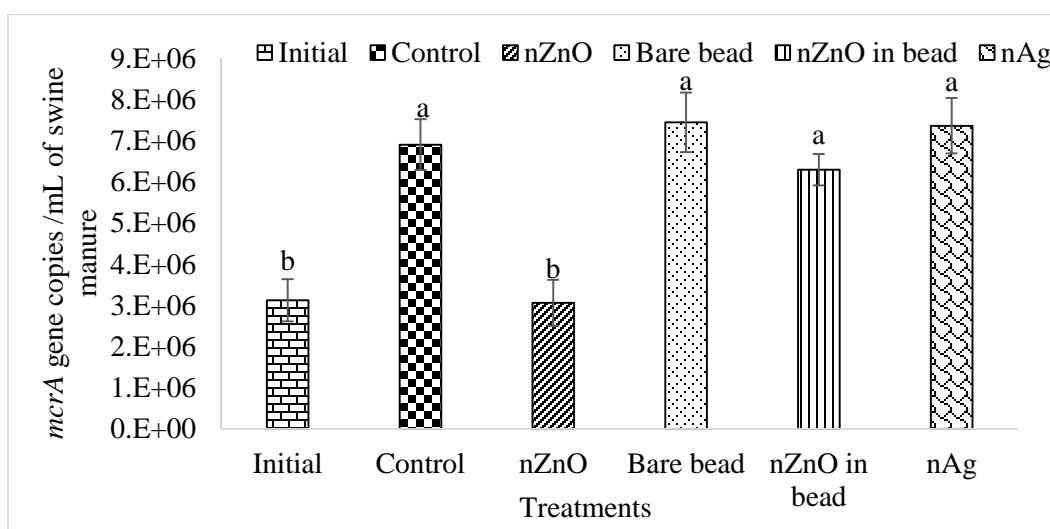 Initial Control nZnO Bare bead nZnO in bead nAg
9.E+06
8.E+06
7.E+06
6.E+06
5.E+06
4.E+06
3.E+06
2.E+06
1.E+06
0.E+00
mcrA gene copies /mL of swine
manure
b
a
b
a
a
a
Initial Control nZnO Bare bead nZnO in nAg
bead
Treatments